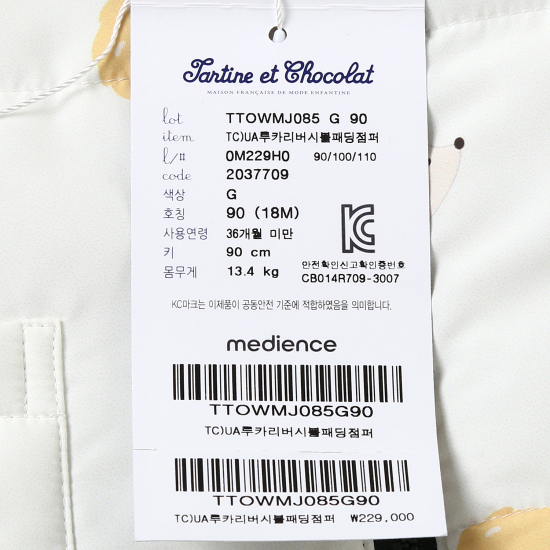 Tartine et Chocolat
MAISON FRANÇAISE DE MODE ENFANTINE
lot TTOWMJ085 G 90
item TC)UA루카리버시블패딩점퍼
l/# 0M229H0 90/100/110
code 2037709
색상 G
호칭 90 (18M)
사용연령 36개월 미만
키 90 cm
몸무게 13.4 kg
안전확인신고확인증번호
CB014R709-3007
KC마크는 이제품이 공동안전 기준에 적합하였음을 의미합니다.
medience
TTOWMJ085G90
TC)UA루카리버시블패딩점퍼
TTOWMJ085G90
TC)UA루카리버시블패딩점퍼 ₩229,000